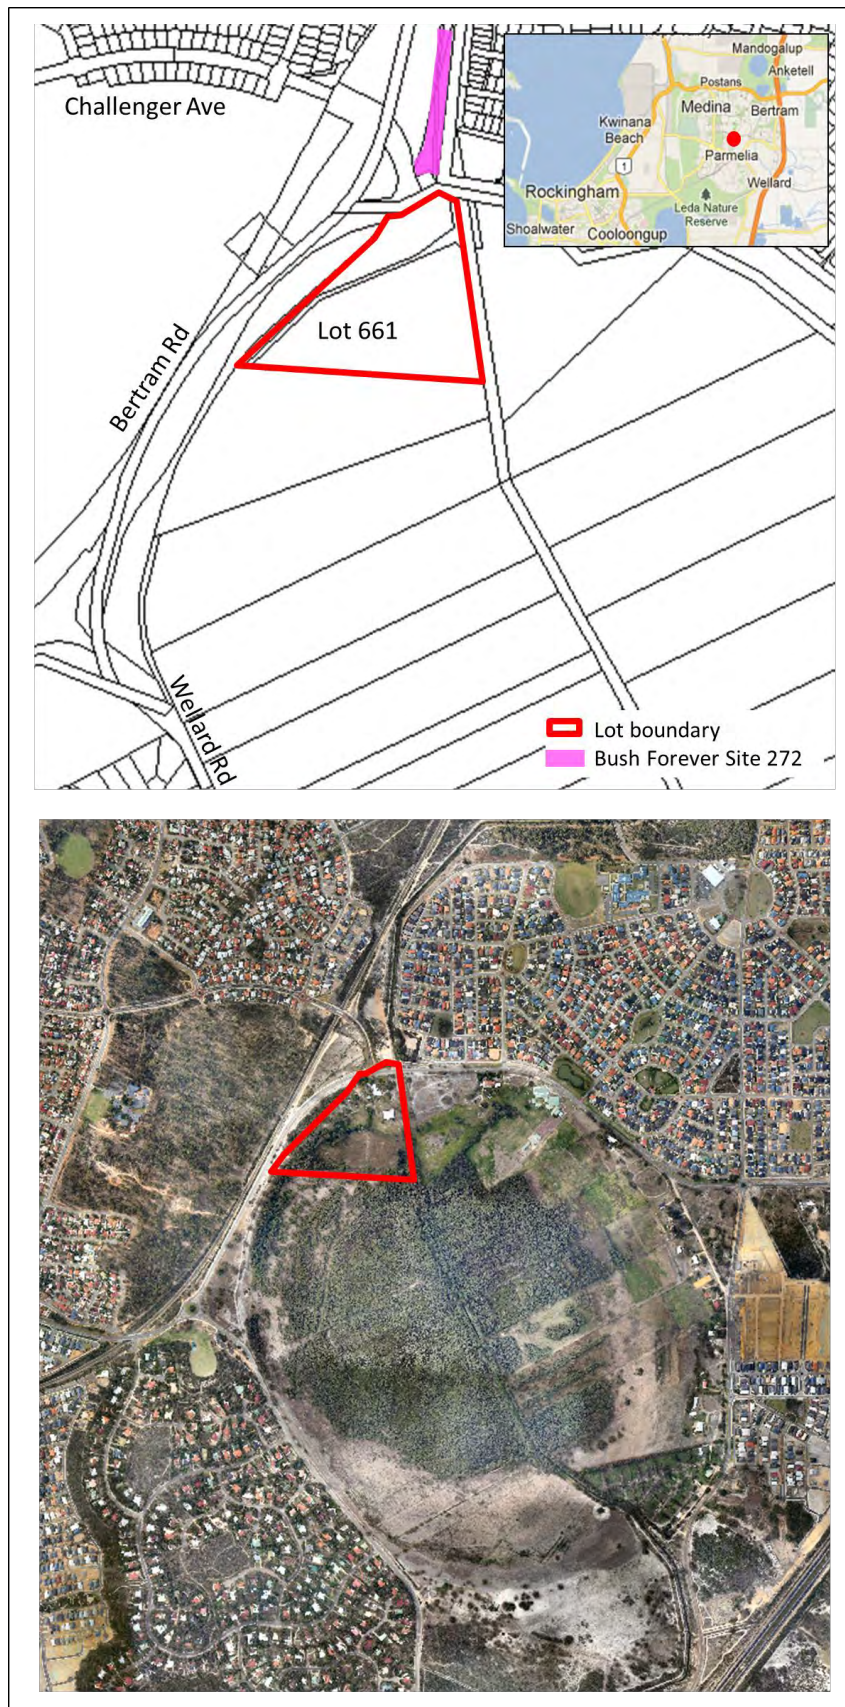 Challenger Ave
Mandogalup
Anketell
Postans
Medina
Bertram
Kwinana
Beach
Parmelia
1
Wellard
Rockingham
Leda Nature
Reserve
Shoalwater
Cooloongup
Lot 661
Bertram Rd
Wellard Rd
Lot boundary
Bush Forever Site 272